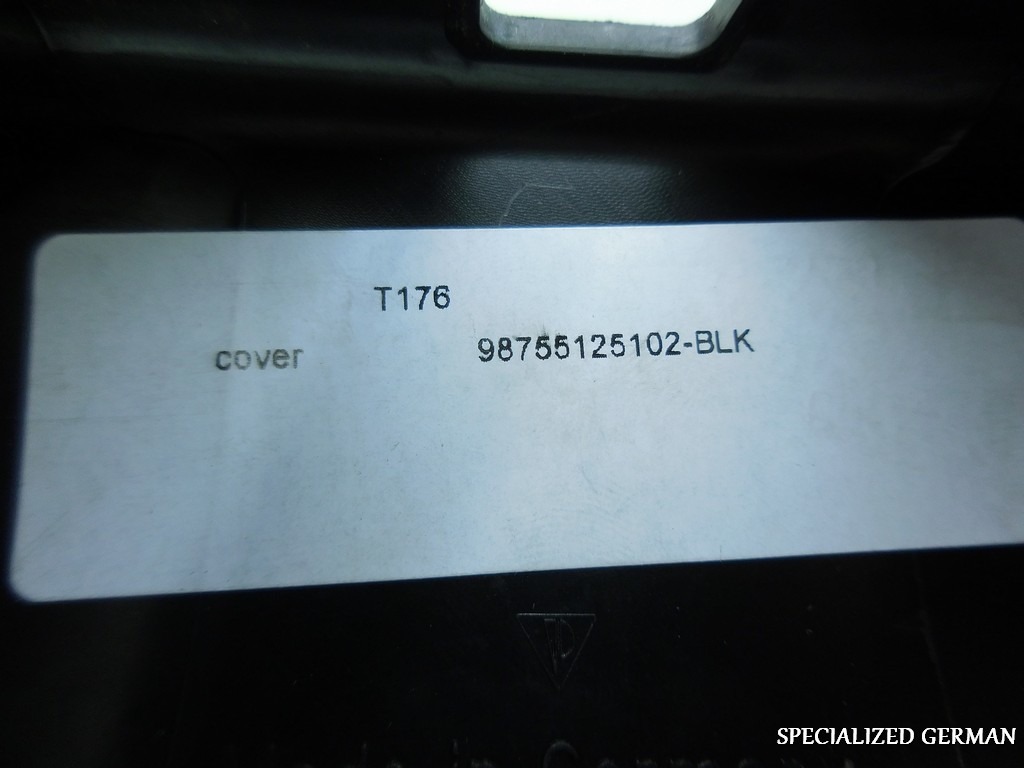 T176
cover 98755125102-BLK
SPECIALIZED GERMAN